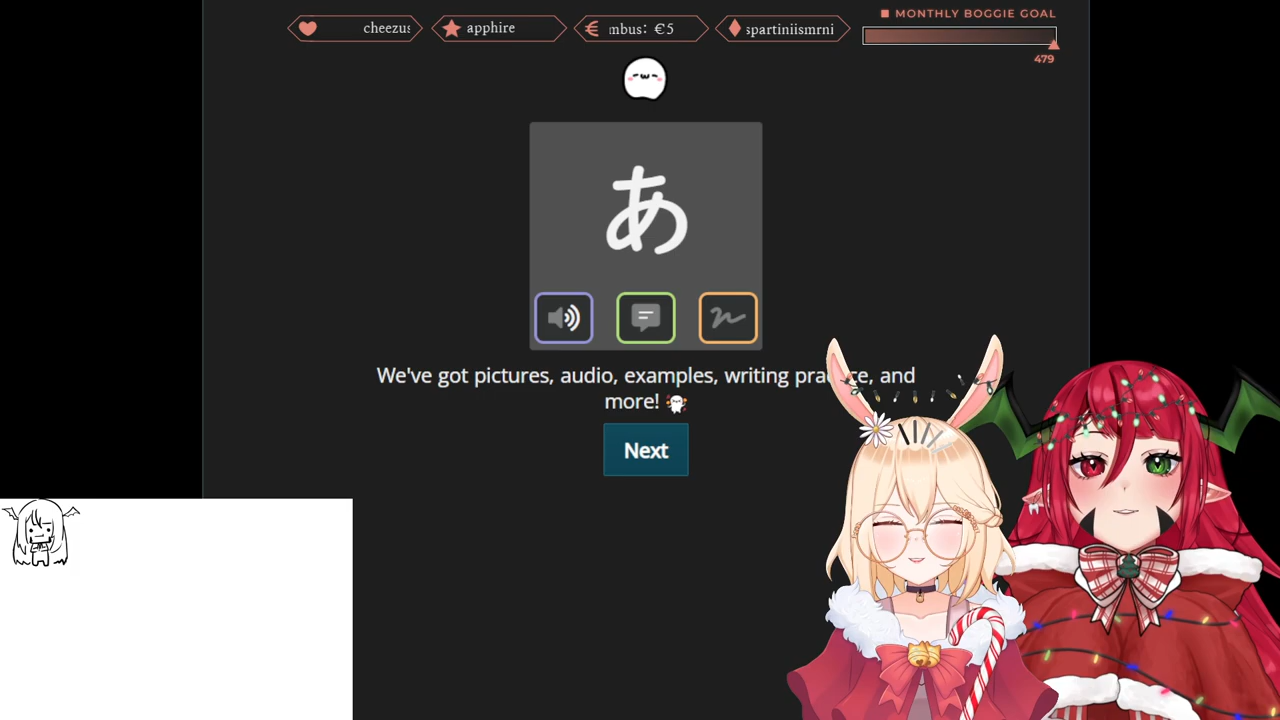 MONTHLY BOGGIE GOAL
cheezus
apphire
mbus: €5
spartiniismrni
479
あ
We've got pictures, audio, examples, writing practice, and
more!
Next